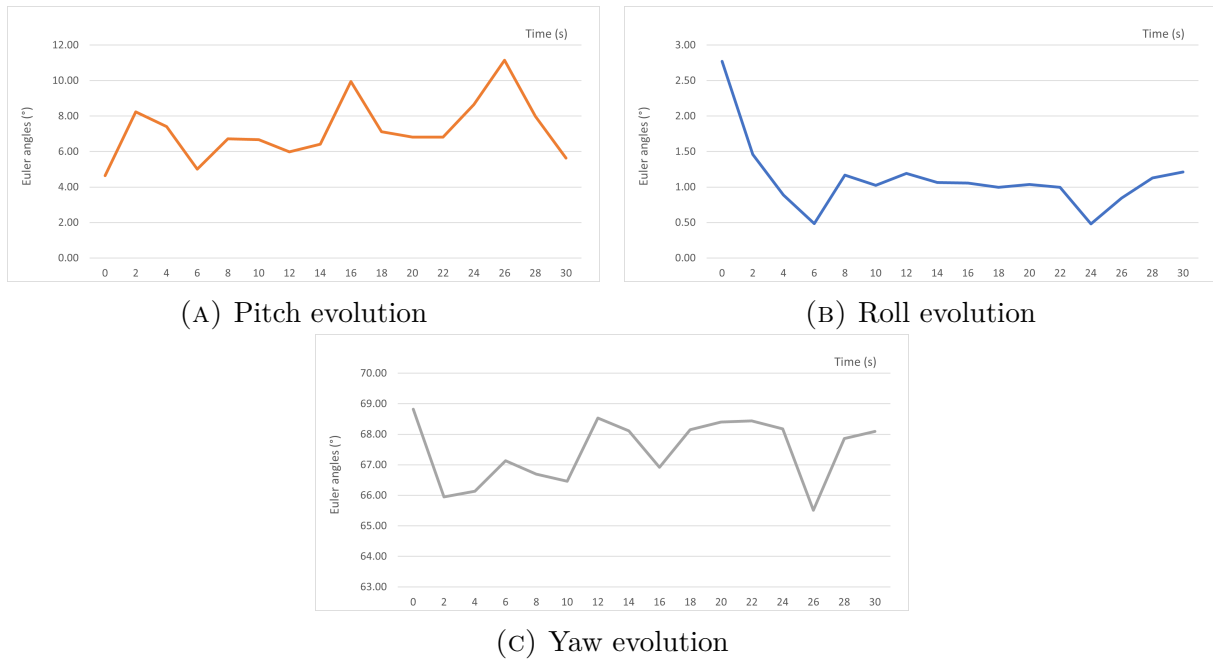 Time (s)
12.00
10.00
8.00
6.00
4.00
2.00
0.00
Euler angles (°)
0 2 4 6 8 10 12 14 16 18 20 22 24 26 28 30
(A) Pitch evolution
Time (s)
3.00
2.50
2.00
1.50
1.00
0.50
0.00
Euler angles (°)
0 2 4 6 8 10 12 14 16 18 20 22 24 26 28 30
(B) Roll evolution
Time (s)
70.00
69.00
68.00
67.00
66.00
65.00
64.00
63.00
Euler angles (°)
0 2 4 6 8 10 12 14 16 18 20 22 24 26 28 30
(C) Yaw evolution